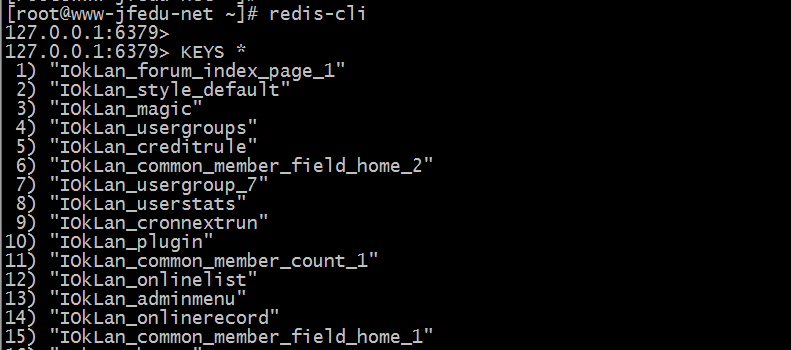 [root@www-jfedu-net ~]# redis-cli
127.0.0.1:6379>
127.0.0.1:6379> KEYS *
1) "IOkLan_forum_index_page_1"
2) "IOkLan_style_default"
3) "IOkLan_magic"
4) "IOkLan_usergroups"
5) "IOkLan_creditrule"
6) "IOkLan_common_member_field_home_2"
7) "IOkLan_usergroup_7"
8) "IOkLan_userstats"
9) "IOkLan_cronnextrun"
10) "IOkLan_plugin"
11) "IOkLan_common_member_count_1"
12) "IOkLan_onlinelist"
13) "IOkLan_adminmenu"
14) "IOkLan_onlinerecord"
15) "IOkLan_common_member_field_home_1"